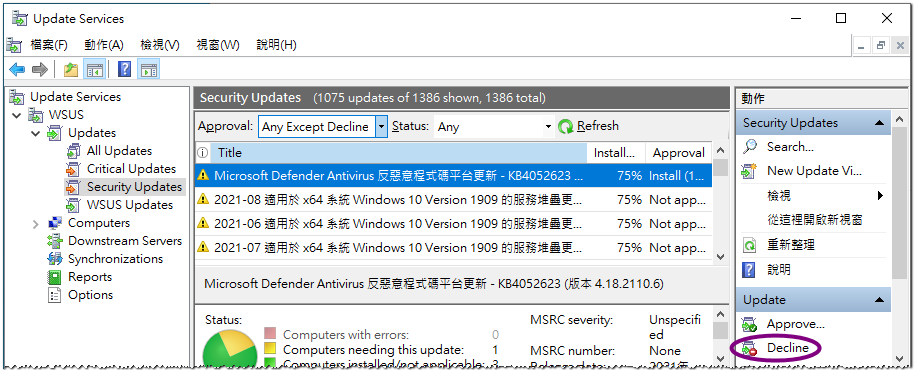 Update Services
檔案(F) 動作(A) 檢視(V) 視窗(W) 說明(H)
Update Services
WSUS
Updates
All Updates
Critical Updates
Security Updates
WSUS Updates
Computers
Downstream Servers
Synchronizations
Reports
Options
Security Updates (1075 updates of 1386 shown, 1386 total)
Approval: Any Except Decline Status: Any Refresh
Title Install... Approval
Microsoft Defender Antivirus 反惡意程式碼平台更新 - KB4052623 ... 75% Install (1...
2021-08 適用於 x64 系統 Windows 10 Version 1909 的服務堆疊更... 75% Not app...
2021-06 適用於 x64 系統 Windows 10 Version 1909 的服務堆疊更... 75% Not app...
2021-07 適用於 x64 系統 Windows 10 Version 1909 的服務堆疊更... 75% Not app...
Microsoft Defender Antivirus 反惡意程式碼平台更新 - KB4052623 (版本 4.18.2110.6)
Status:
Computers with errors: 0
Computers needing this update: 1
Computers installed/not applicable: 3
MSRC severity: Unspecifi
ed
MSRC number: None
2021年
動作
Security Updates
Search...
New Update Vi...
檢視
從這裡開啟新視窗
重新整理
說明
Update
Approve...
Decline